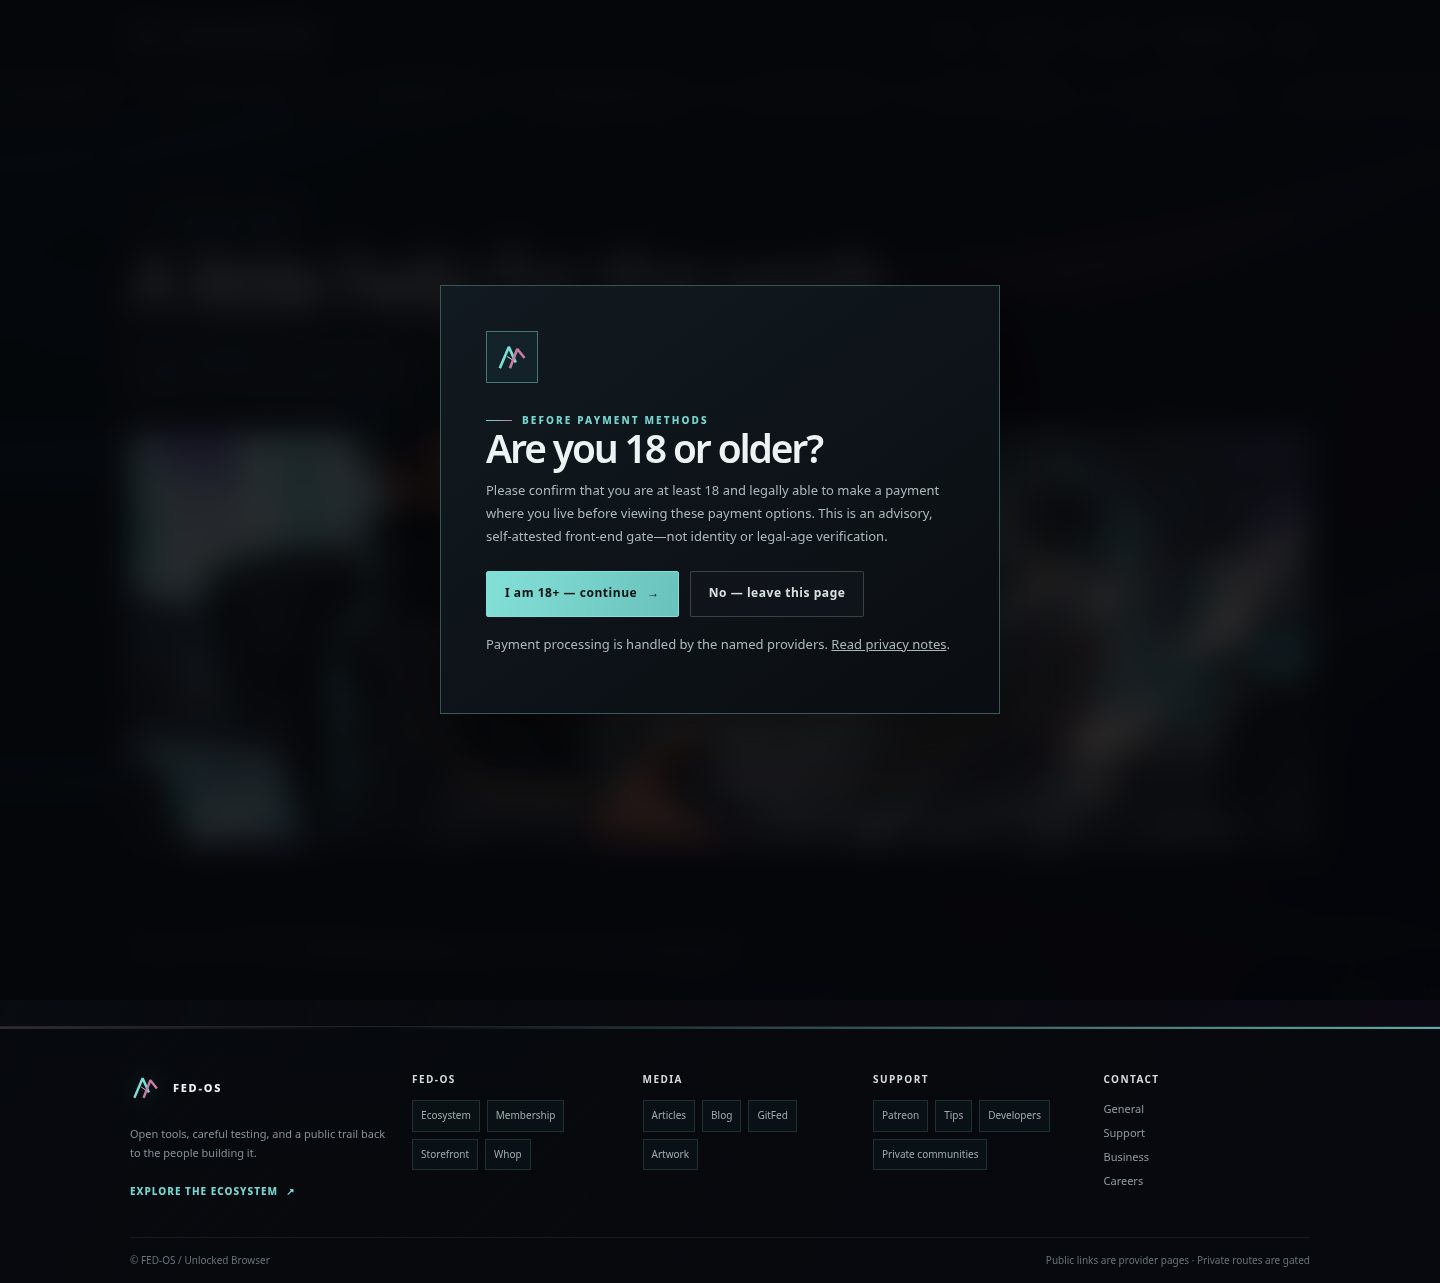 BEFORE PAYMENT METHODS
Are you 18 or older?
Please confirm that you are at least 18 and legally able to make a payment
where you live before viewing these payment options. This is an advisory,
self-attested front-end gate—not identity or legal-age verification.
I am 18+ — continue →
No — leave this page
Payment processing is handled by the named providers. Read privacy notes.
FED-OS
Open tools, careful testing, and a public trail back
to the people building it.
EXPLORE THE ECOSYSTEM ↗
FED-OS
Ecosystem
Membership
Storefront
Whop
MEDIA
Articles
Blog
GitFed
Artwork
SUPPORT
Patreon
Tips
Developers
Private communities
CONTACT
General
Support
Business
Careers
© FED-OS / Unlocked Browser
Public links are provider pages · Private routes are gated